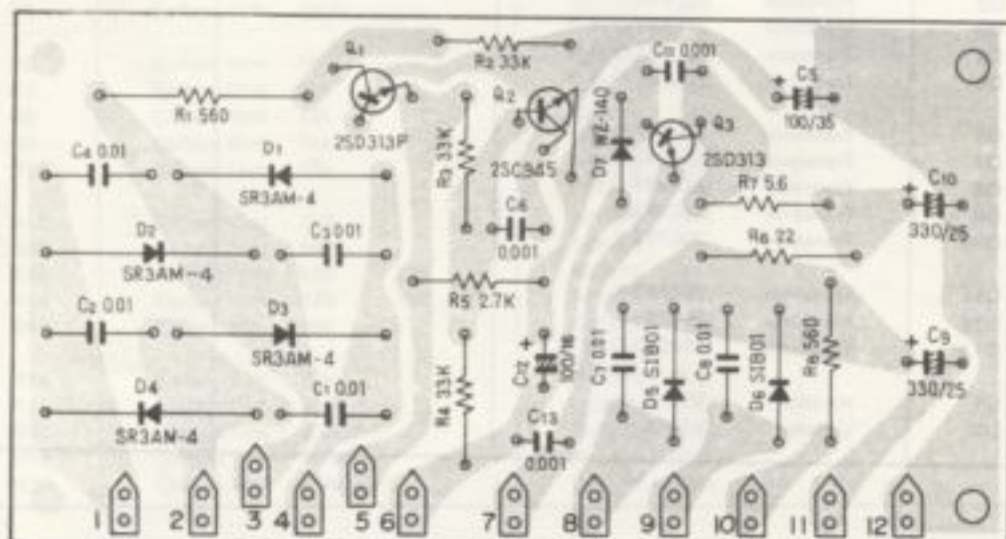 Q1
R2 33K
C11 0.001
C5
100/35
R1 560
2SD313F
Q2
2SC945
D7 WZ-140
Q3
2SD313
C4 0.01
D1
SR3AM-4
R3 33K
R7 5.6
C10
330/25
D2
SR3AM-4
C3 0.01
C6
0.001
R6 22
R5 2.7K
C2 0.01
D3
SR3AM-4
C12 100/16
C7 0.01
D5 S1B01
C8 0.01
D6 S1B01
R8 560
C9
330/25
D4
SR3AM-4
C1 0.01
R4 33K
C13
0.001
1 2 3 4 5 6 7 8 9 10 11 12